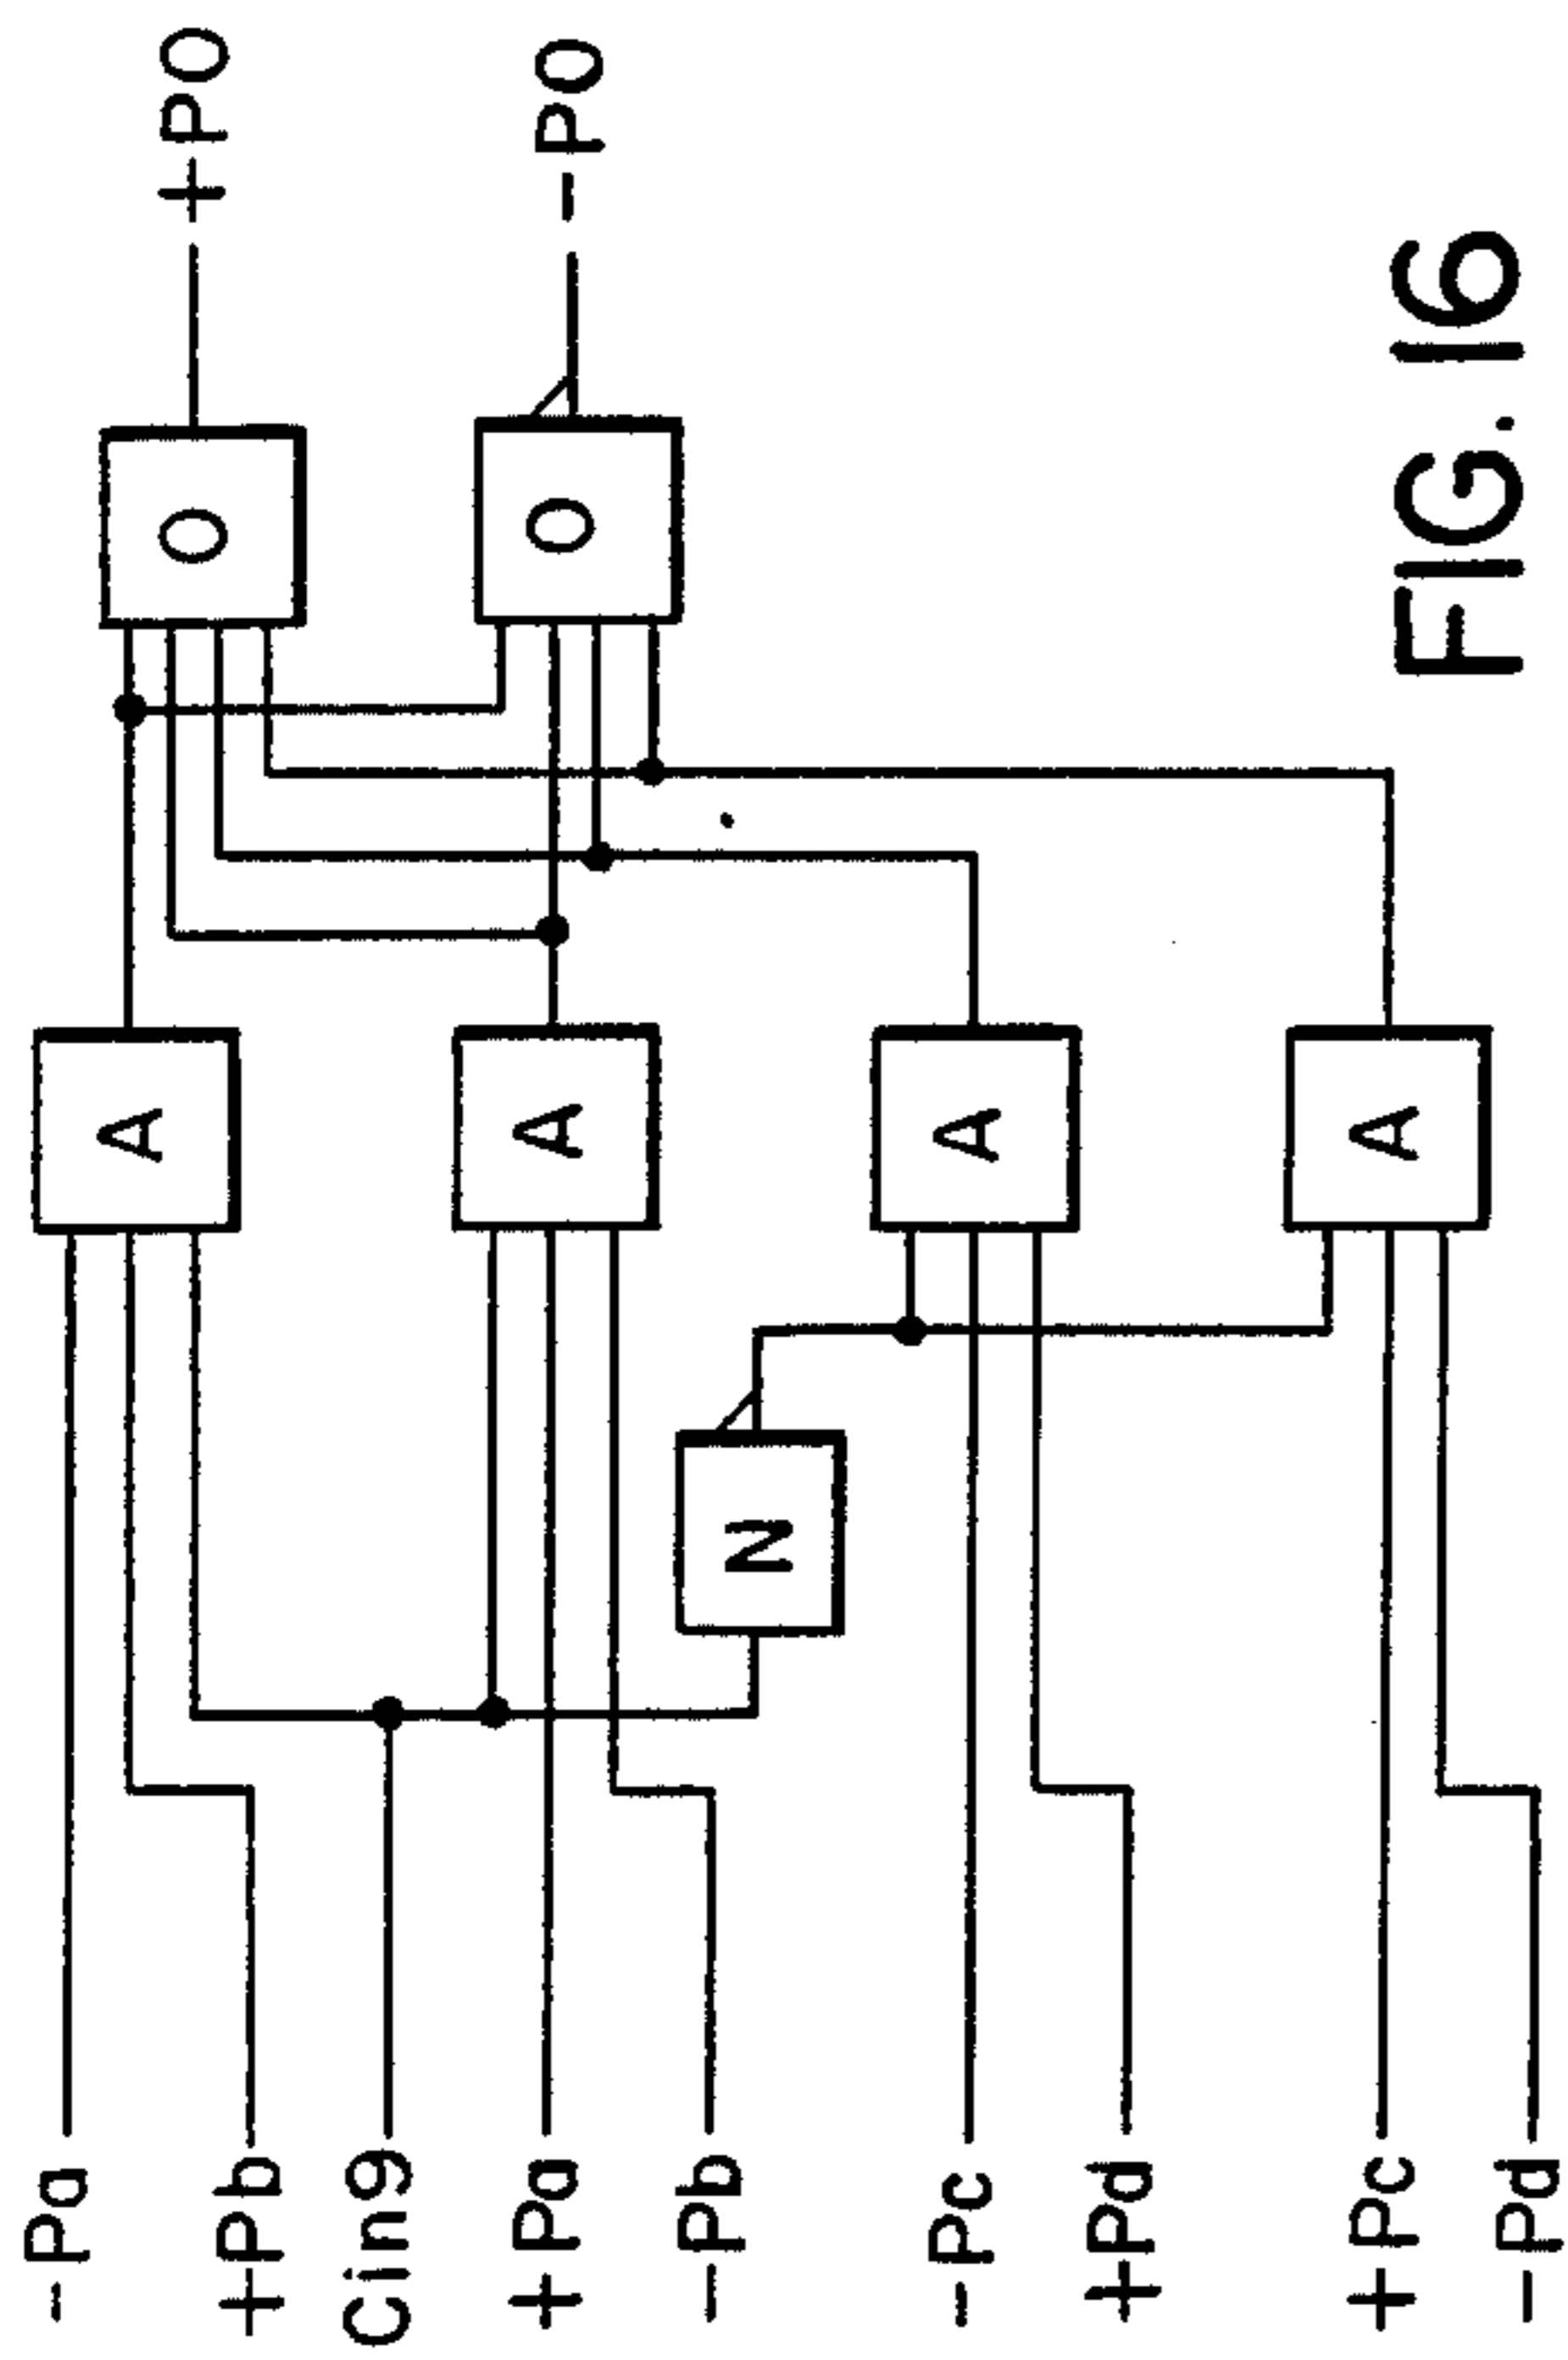 -Pa
+Pb
Cin9
+Pa
-Pb
-Pc
+Pd
+Pc
-Pd
A
A
A
A
N
O
O
+PO
-PO
FIG. 16